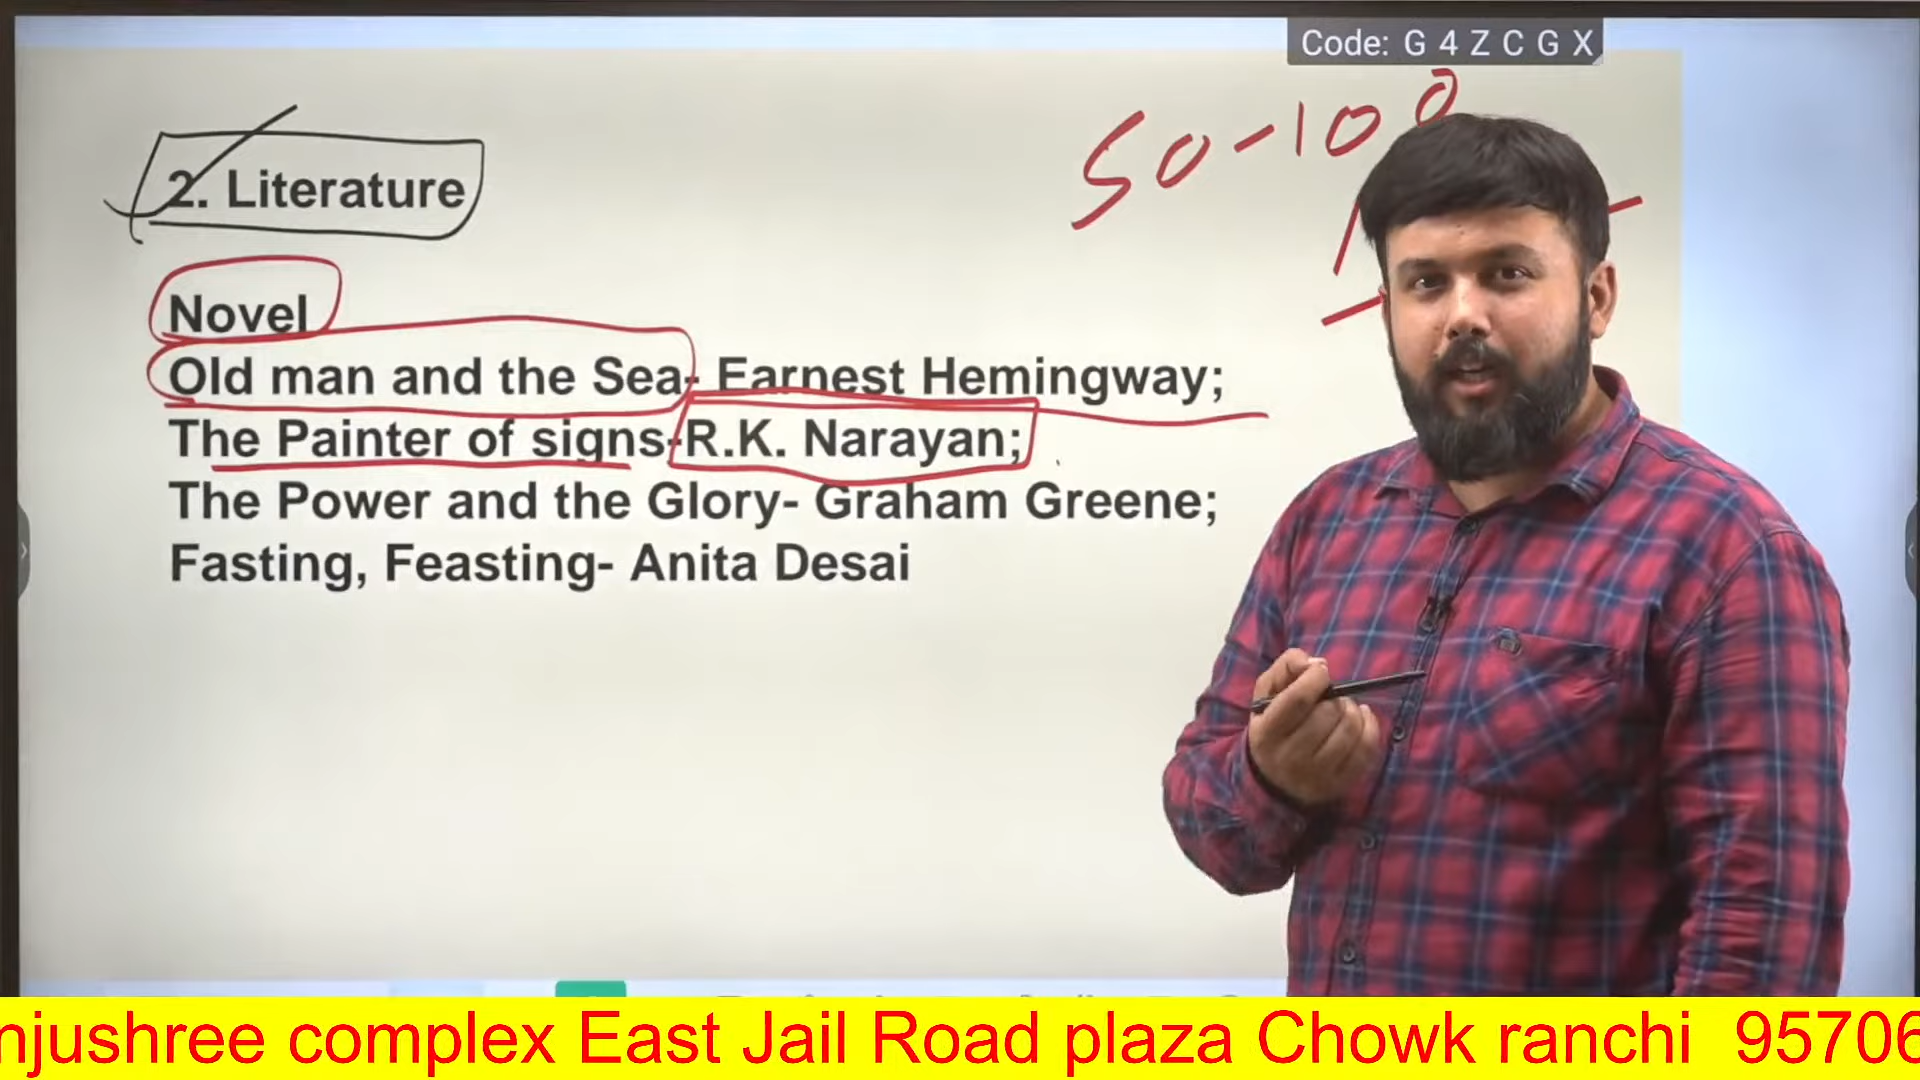 Code: G 4 Z C G X
50-100
2. Literature
Novel
Old man and the Sea- Earnest Hemingway;
The Painter of signs-R.K. Narayan;
The Power and the Glory- Graham Greene;
Fasting, Feasting- Anita Desai
njushree complex East Jail Road plaza Chowk ranchi 95706